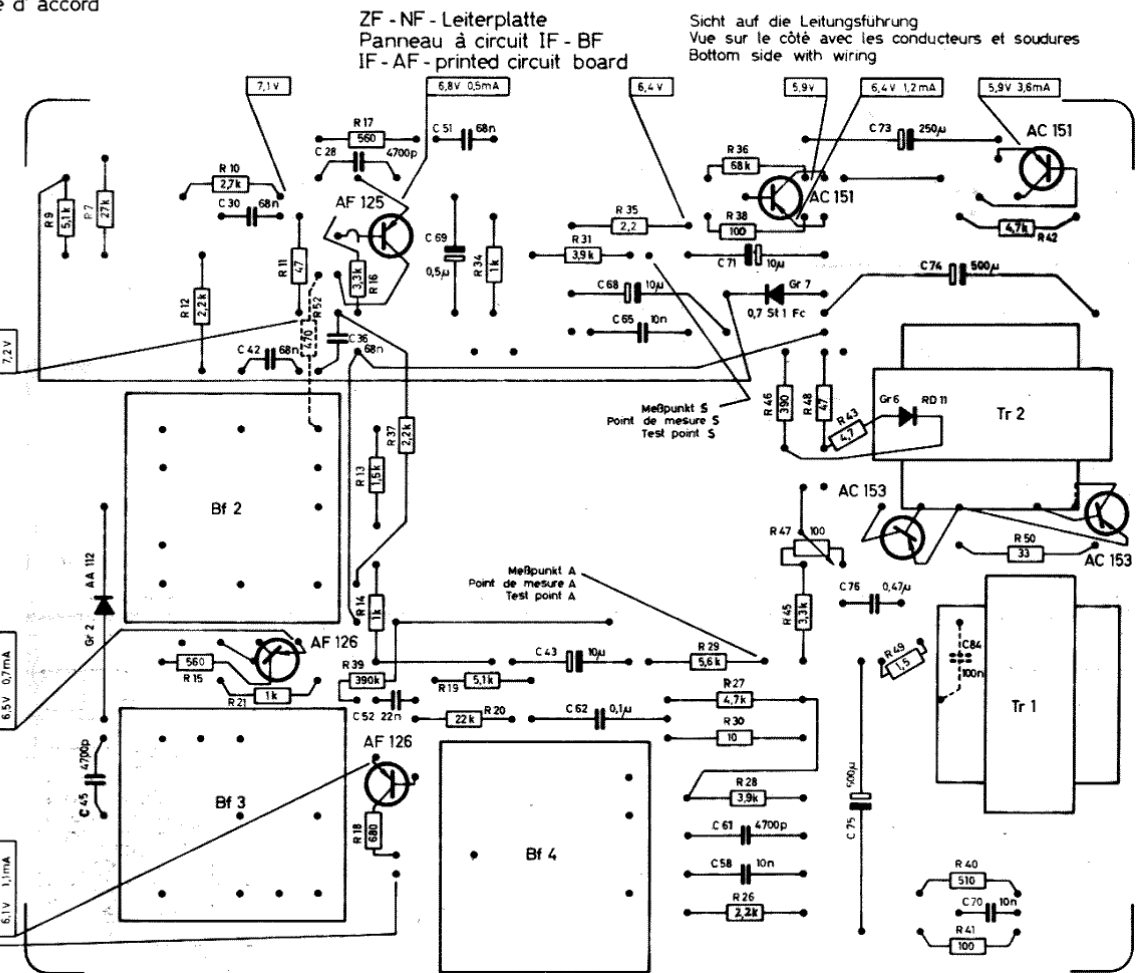 e d'accord
ZF - NF - Leiterplatte
Panneau à circuit IF - BF
IF - AF - printed circuit board
Sicht auf die Leitungsführung
Vue sur le côté avec les conducteurs et soudures
Bottom side with wiring
7,1 V
6,8V 0,5mA
6,4 V
5,9V
6,4 V 1,2 mA
5,9V 3,6mA
R 17
560
C 51
68n
C 73
250µ
AC 151
C 28
4700p
R 36
68k
R 10
2,7k
R 9
5,1k
R 7
27k
C 30
68n
AF 125
AC 151
R 35
2,2
R 38
100
4,7k
R 42
C 69
0,5µ
R 34
1k
R 31
3,9k
C 71
10µ
R 11
47
3,3k
R 16
C 74
500µ
R 12
2,2k
R 52
470
C 68
10µ
Gr 7
0,7 St 1 Fc
C 65
10n
7,2 V
C 42
68n
C 36
68n
R 46
390
R 48
47
R 43
4,7
Gr 6
RD 11
Tr 2
Meßpunkt S
Point de mesure S
Test point S
R 37
2,2k
R 13
1,5k
Bf 2
AC 153
R 47
100
R 50
33
AC 153
Meßpunkt A
Point de mesure A
Test point A
AA 112
Gr 2
R 14
1k
C 76
0,47µ
R 45
3,3k
6,5V 0,7mA
AF 126
560
R 15
R 21
1k
R 39
390k
C 43
10µ
R 29
5,6k
R 49
1,5
C 84
100n
R 19
5,1k
R 27
4,7k
Tr 1
C 52 22n
22k
R 20
C 62
0,1µ
R 30
10
AF 126
C 45
4700p
Bf 3
R 28
3,9k
500µ
C 75
R 18
680
C 61
4700p
Bf 4
C 58
10n
6,1V 1,1mA
R 40
510
R 26
2,2k
C 70
10n
R 41
100